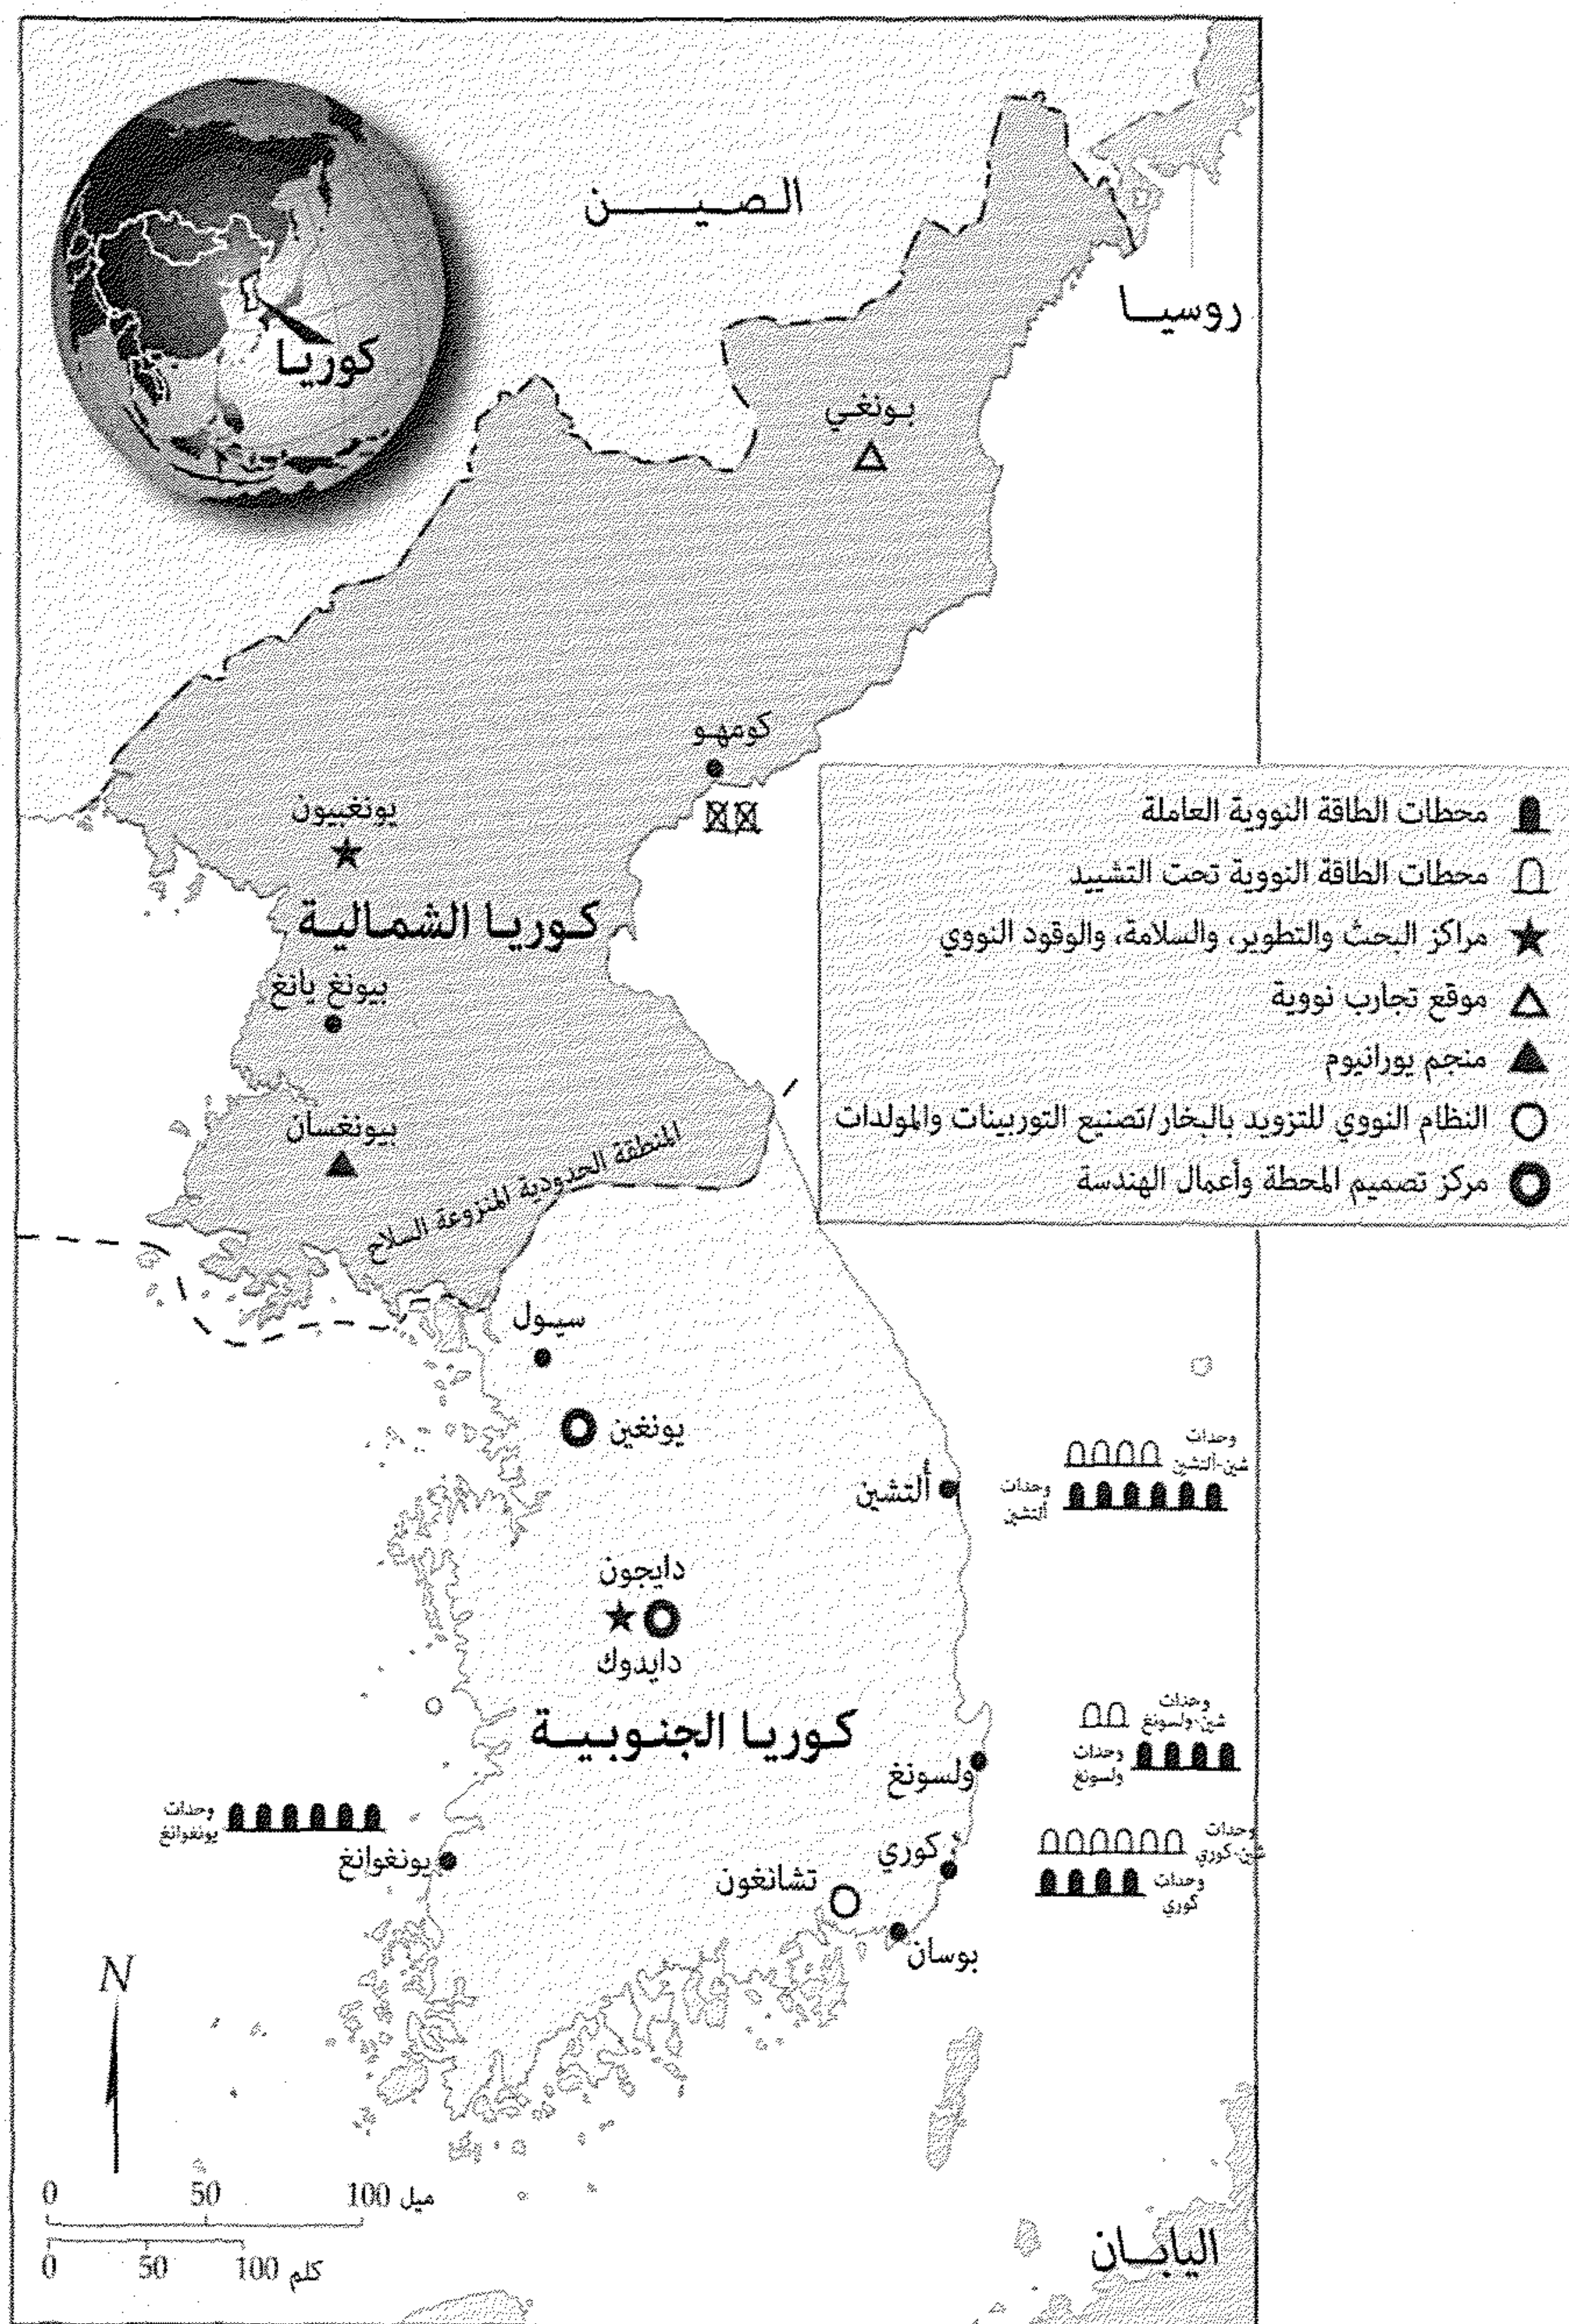 الصين
روسيا
كوريا
بونغي
كومهو
يونغبيون
كوريا الشمالية
بيونغ يانغ
بيونغسان
المنطقة الحدودية المنزوعة السلاح
محطات الطاقة النووية العاملة
محطات الطاقة النووية تحت التشييد
مراكز البحث والتطوير، والسلامة، والوقود النووي
موقع تجارب نووية
منجم يورانيوم
النظام النووي للتزويد بالبخار/تصنيع التوربينات والمولدات
مركز تصميم المحطة وأعمال الهندسة
سيول
يونغين
ألتشين
وحدات
شين-ألتشين
وحدات
ألتشين
دايجون
دايدوك
كوريا الجنوبية
وحدات
شين-ولسونغ
وحدات
ولسونغ
ولسونغ
وحدات
يونغوانغ
يونغوانغ
كوري
وحدات
شين-كوري
وحدات
كوري
تشانغون
بوسان
N
0 50 100 ميل
0 50 100 كلم
اليابان